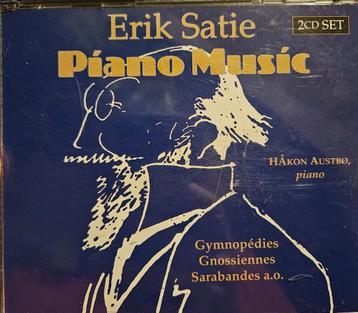 Erik Satie
2CD SET
Piano Music
HÅKON AUSTBØ,
piano
Gymnopédies
Gnossiennes
Sarabandes a.o.